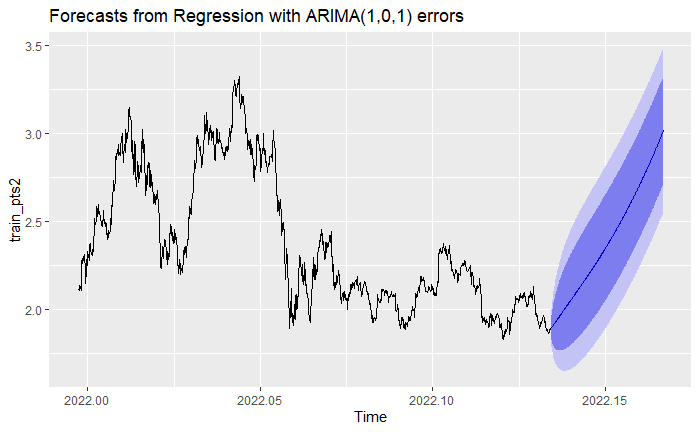 Forecasts from Regression with ARIMA(1,0,1) errors
3.5
3.0
2.5
2.0
train_pts2
2022.00 2022.05 2022.10 2022.15
Time